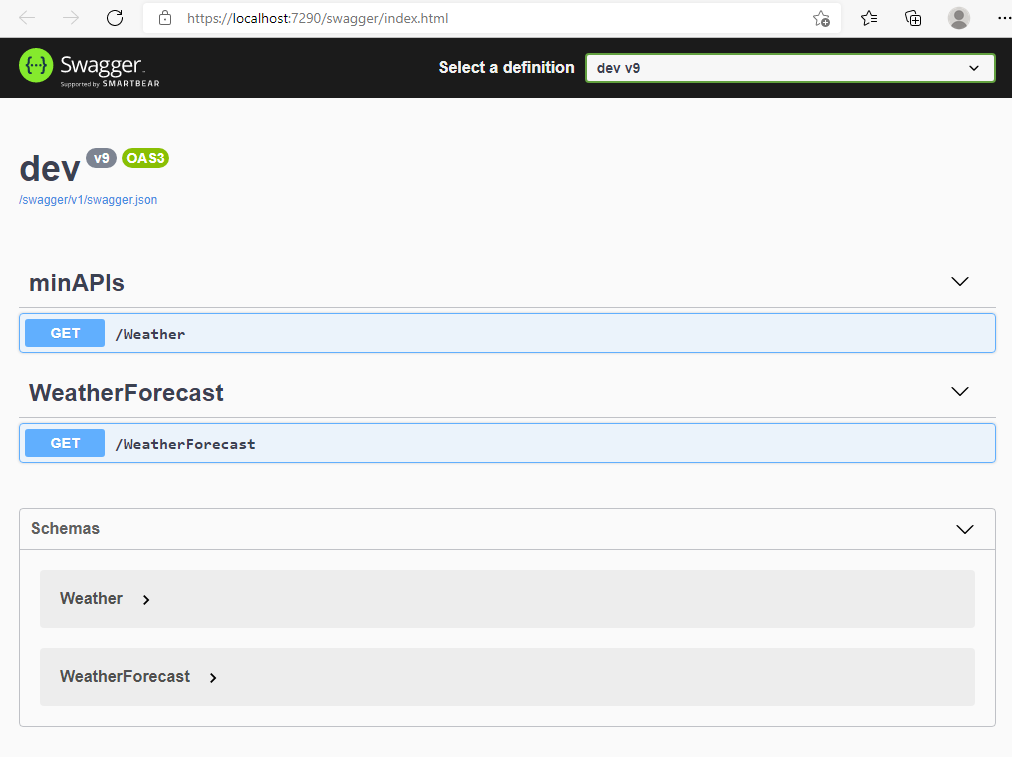 https://localhost:7290/swagger/index.html
{···} Swagger.
Supported by SMARTBEAR
Select a definition
dev v9
dev v9 OAS3
/swagger/v1/swagger.json
minAPIs
GET /Weather
WeatherForecast
GET /WeatherForecast
Schemas
Weather
WeatherForecast